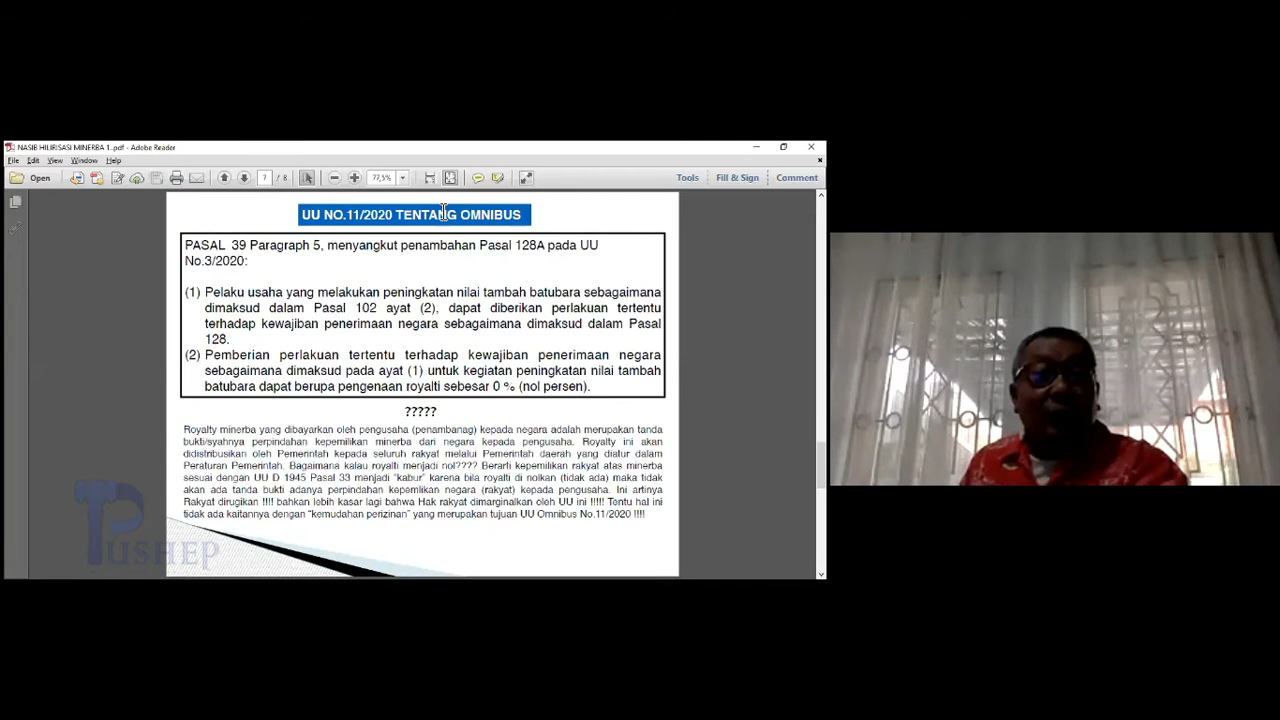 NASIB HILIRISASI MINERBA 1..pdf - Adobe Reader
File Edit View Window Help
Open 7 / 8 77,5% Tools Fill & Sign Comment
UU NO.11/2020 TENTANG OMNIBUS
PASAL 39 Paragraph 5, menyangkut penambahan Pasal 128A pada UU
No.3/2020:
(1) Pelaku usaha yang melakukan peningkatan nilai tambah batubara sebagaimana
dimaksud dalam Pasal 102 ayat (2), dapat diberikan perlakuan tertentu
terhadap kewajiban penerimaan negara sebagaimana dimaksud dalam Pasal
128.
(2) Pemberian perlakuan tertentu terhadap kewajiban penerimaan negara
sebagaimana dimaksud pada ayat (1) untuk kegiatan peningkatan nilai tambah
batubara dapat berupa pengenaan royalti sebesar 0 % (nol persen).
?????
Royalty minerba yang dibayarkan oleh pengusaha (penambanag) kepada negara adalah merupakan tanda
bukti/syahnya perpindahan kepemilikan minerba dari negara kepada pengusaha. Royalty ini akan
didistribusikan oleh Pemerintah kepada seluruh rakyat melalui Pemerintah daerah yang diatur dalam
Peraturan Pemerintah. Bagaimana kalau royalti menjadi nol???? Berarti kepemilikan rakyat atas minerba
sesuai dengan UU D 1945 Pasal 33 menjadi “kabur” karena bila royalti di nolkan (tidak ada) maka tidak
akan ada tanda bukti adanya perpindahan kepemlikan negara (rakyat) kepada pengusaha. Ini artinya
Rakyat dirugikan !!!! bahkan lebih kasar lagi bahwa Hak rakyat dimarginalkan oleh UU ini !!!!! Tentu hal ini
tidak ada kaitannya dengan “kemudahan perizinan” yang merupakan tujuan UU Omnibus No.11/2020 !!!!
PUSHEP